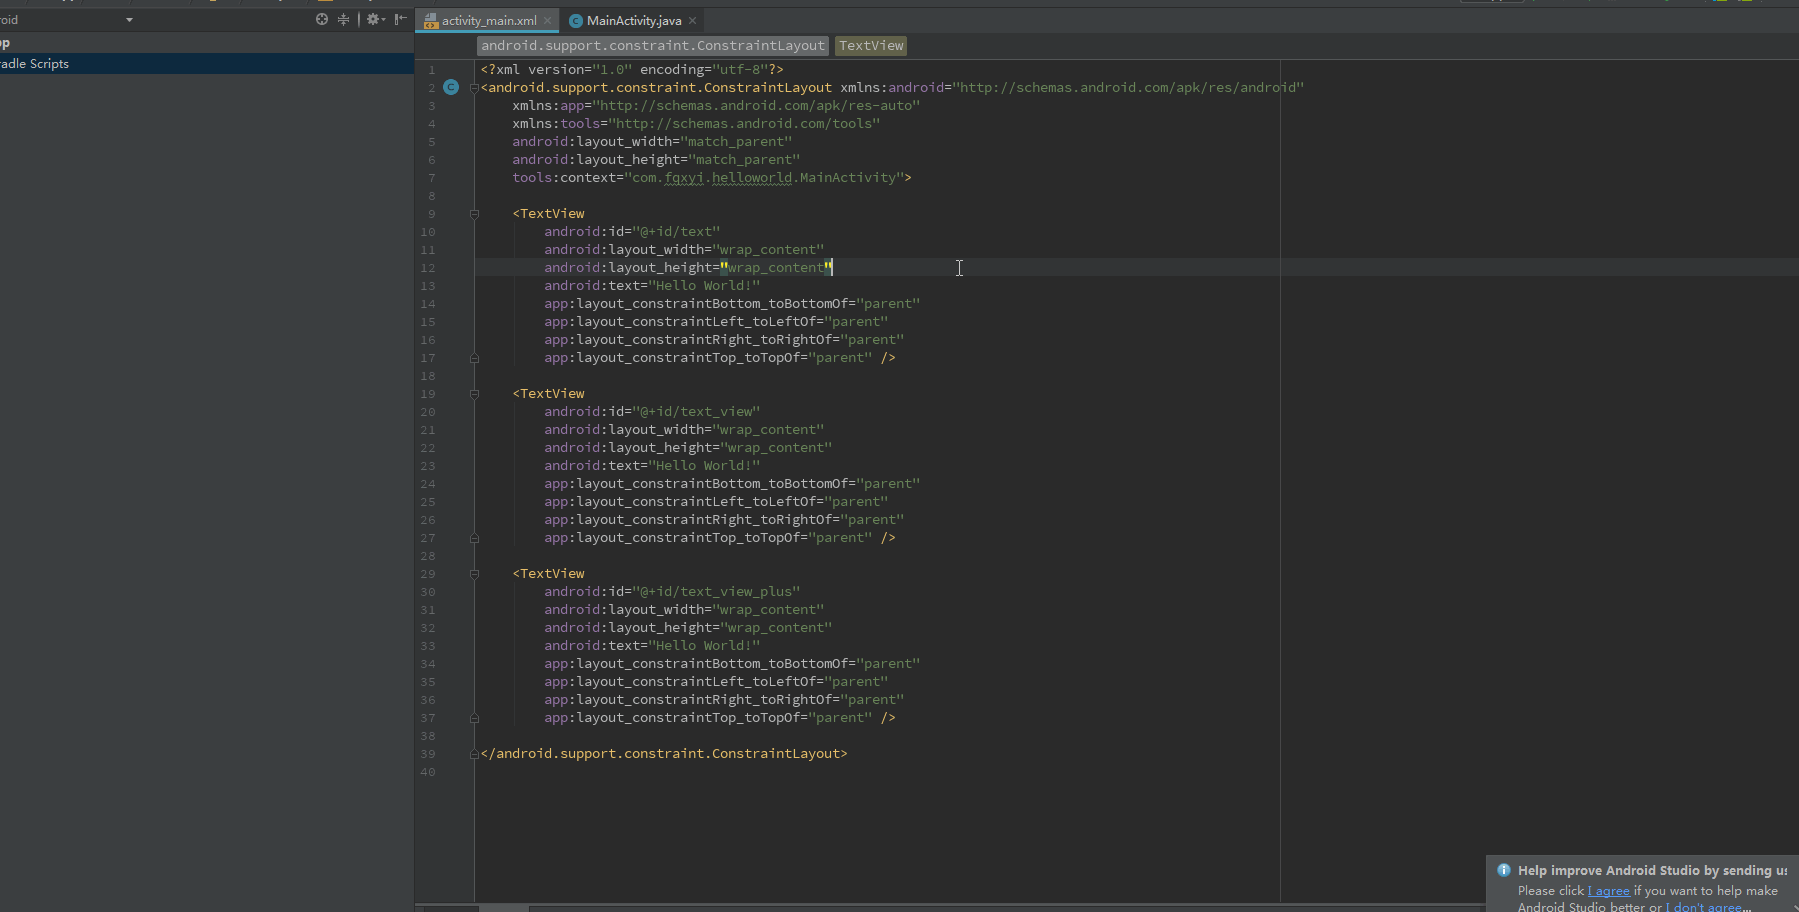 roid
activity_main.xml
MainActivity.java
pp
android.support.constraint.ConstraintLayout TextView
radle Scripts
1 <?xml version="1.0" encoding="utf-8"?>
2 <android.support.constraint.ConstraintLayout xmlns:android="http://schemas.android.com/apk/res/android"
3 xmlns:app="http://schemas.android.com/apk/res-auto"
4 xmlns:tools="http://schemas.android.com/tools"
5 android:layout_width="match_parent"
6 android:layout_height="match_parent"
7 tools:context="com.fqxyi.helloworld.MainActivity">
8
9 <TextView
10 android:id="@+id/text"
11 android:layout_width="wrap_content"
12 android:layout_height="wrap_content"
13 android:text="Hello World!"
14 app:layout_constraintBottom_toBottomOf="parent"
15 app:layout_constraintLeft_toLeftOf="parent"
16 app:layout_constraintRight_toRightOf="parent"
17 app:layout_constraintTop_toTopOf="parent" />
18
19 <TextView
20 android:id="@+id/text_view"
21 android:layout_width="wrap_content"
22 android:layout_height="wrap_content"
23 android:text="Hello World!"
24 app:layout_constraintBottom_toBottomOf="parent"
25 app:layout_constraintLeft_toLeftOf="parent"
26 app:layout_constraintRight_toRightOf="parent"
27 app:layout_constraintTop_toTopOf="parent" />
28
29 <TextView
30 android:id="@+id/text_view_plus"
31 android:layout_width="wrap_content"
32 android:layout_height="wrap_content"
33 android:text="Hello World!"
34 app:layout_constraintBottom_toBottomOf="parent"
35 app:layout_constraintLeft_toLeftOf="parent"
36 app:layout_constraintRight_toRightOf="parent"
37 app:layout_constraintTop_toTopOf="parent" />
38
39 </android.support.constraint.ConstraintLayout>
40
Help improve Android Studio by sending us
Please click I agree if you want to help make
Android Studio better or I don't agree...